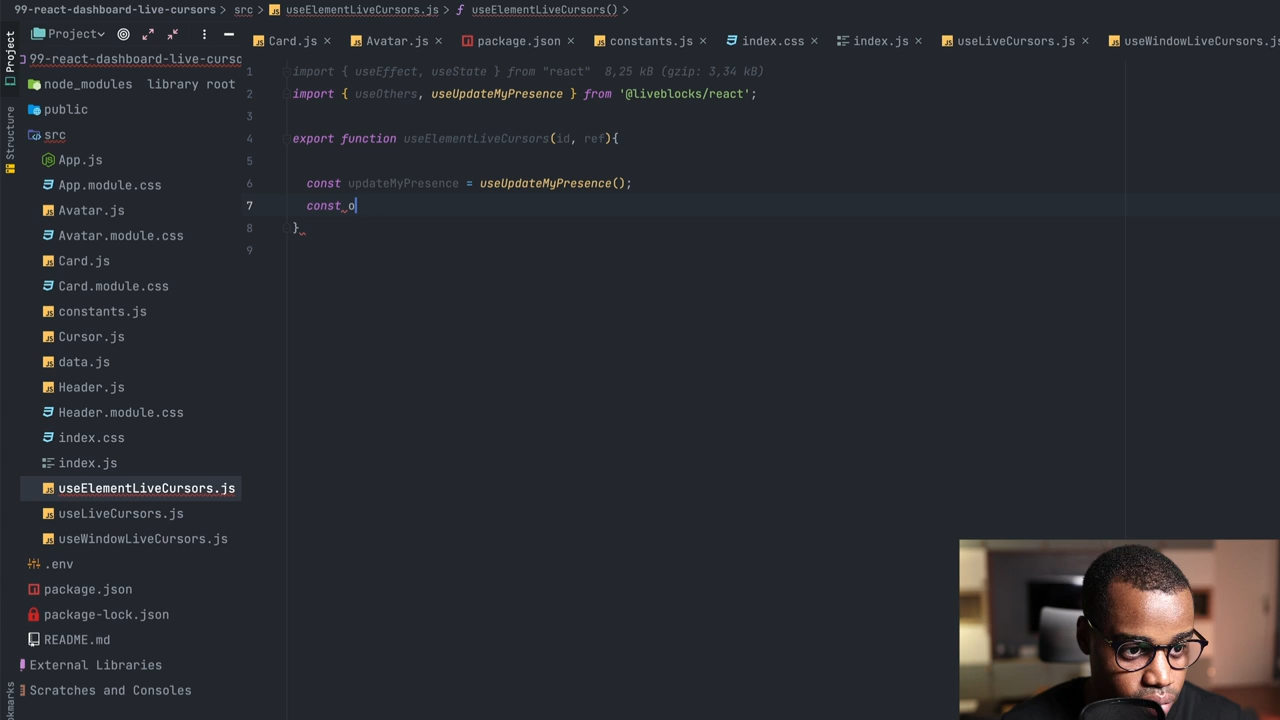 99-react-dashboard-live-cursors > src > useElementLiveCursors.js > useElementLiveCursors() >
Project
Card.js × Avatar.js × package.json × constants.js × index.css × index.js × useLiveCursors.js × useWindowLiveCursors.js
Project
Structure
99-react-dashboard-live-curso
node_modules library root
public
src
App.js
App.module.css
Avatar.js
Avatar.module.css
Card.js
Card.module.css
constants.js
Cursor.js
data.js
Header.js
Header.module.css
index.css
index.js
useElementLiveCursors.js
useLiveCursors.js
useWindowLiveCursors.js
.env
package.json
package-lock.json
README.md
External Libraries
Scratches and Consoles
1 import { useEffect, useState } from "react" 8,25 kB (gzip: 3,34 kB)
2 import { useOthers, useUpdateMyPresence } from '@liveblocks/react';
3
4 export function useElementLiveCursors(id, ref){
5
6 const updateMyPresence = useUpdateMyPresence();
7 const o
8 }
9